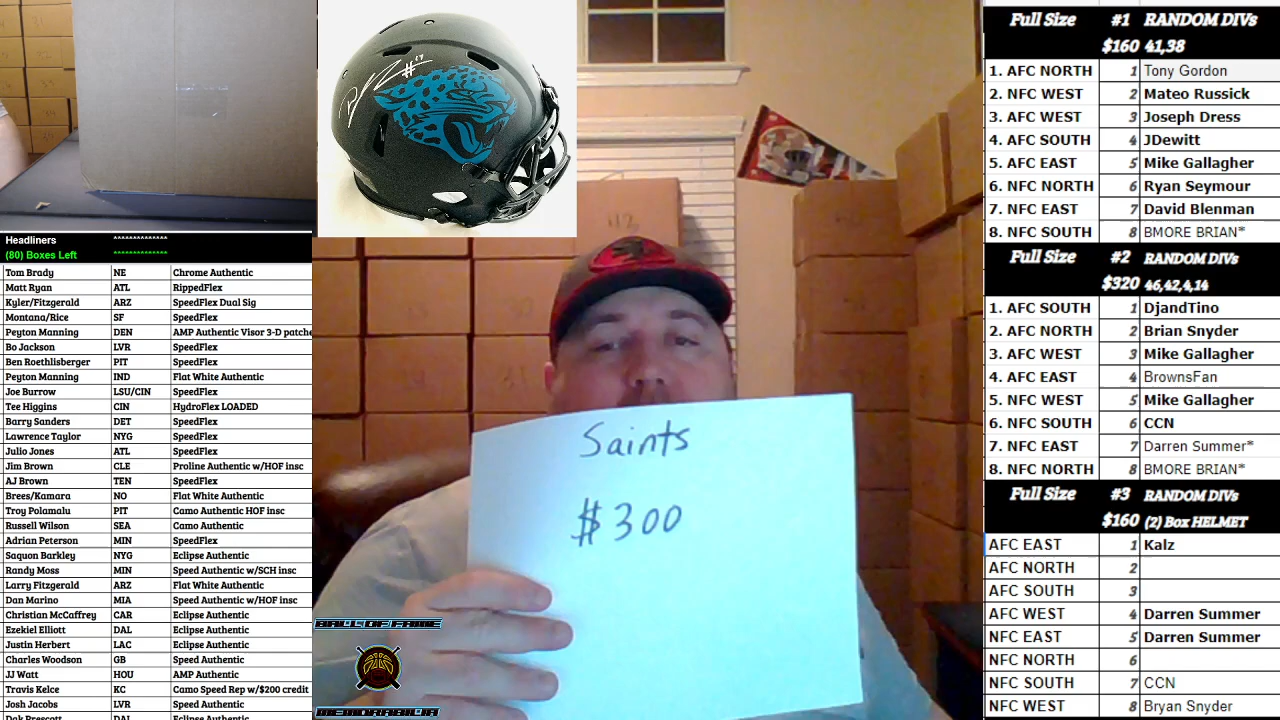 Headliners **************
(80) Boxes Left **************
Tom Brady NE Chrome Authentic
Matt Ryan ATL RippedFlex
Kyler/Fitzgerald ARZ SpeedFlex Dual Sig
Montana/Rice SF SpeedFlex
Peyton Manning DEN AMP Authentic Visor 3-D patche
Bo Jackson LVR SpeedFlex
Ben Roethlisberger PIT SpeedFlex
Peyton Manning IND Flat White Authentic
Joe Burrow LSU/CIN SpeedFlex
Tee Higgins CIN HydroFlex LOADED
Barry Sanders DET SpeedFlex
Lawrence Taylor NYG SpeedFlex
Julio Jones ATL SpeedFlex
Jim Brown CLE Proline Authentic w/HOF insc
AJ Brown TEN SpeedFlex
Brees/Kamara NO Flat White Authentic
Troy Polamalu PIT Camo Authentic HOF insc
Russell Wilson SEA Camo Authentic
Adrian Peterson MIN SpeedFlex
Saquon Barkley NYG Eclipse Authentic
Randy Moss MIN Speed Authentic w/SCH insc
Larry Fitzgerald ARZ Flat White Authentic
Dan Marino MIA Speed Authentic w/HOF insc
Christian McCaffrey CAR Eclipse Authentic
Ezekiel Elliott DAL Eclipse Authentic
Justin Herbert LAC Eclipse Authentic
Charles Woodson GB Speed Authentic
JJ Watt HOU AMP Authentic
Travis Kelce KC Camo Speed Rep w/$200 credit
Josh Jacobs LVR Speed Authentic
Dak Prescott DAL Eclipse Authentic
Saints
$300
BALL OF FAME
MEMORABILIA
Full Size #1 RANDOM DIVs
$160 41,38
1. AFC NORTH 1 Tony Gordon
2. NFC WEST 2 Mateo Russick
3. AFC WEST 3 Joseph Dress
4. AFC SOUTH 4 JDewitt
5. AFC EAST 5 Mike Gallagher
6. NFC NORTH 6 Ryan Seymour
7. NFC EAST 7 David Blenman
8. NFC SOUTH 8 BMORE BRIAN*
Full Size #2 RANDOM DIVs
$320 46,42,4,14
1. AFC SOUTH 1 DjandTino
2. AFC NORTH 2 Brian Snyder
3. AFC WEST 3 Mike Gallagher
4. AFC EAST 4 BrownsFan
5. NFC WEST 5 Mike Gallagher
6. NFC SOUTH 6 CCN
7. NFC EAST 7 Darren Summer*
8. NFC NORTH 8 BMORE BRIAN*
Full Size #3 RANDOM DIVs
$160 (2) Box HELMET
AFC EAST 1 Kalz
AFC NORTH 2
AFC SOUTH 3
AFC WEST 4 Darren Summer
NFC EAST 5 Darren Summer
NFC NORTH 6
NFC SOUTH 7 CCN
NFC WEST 8 Bryan Snyder